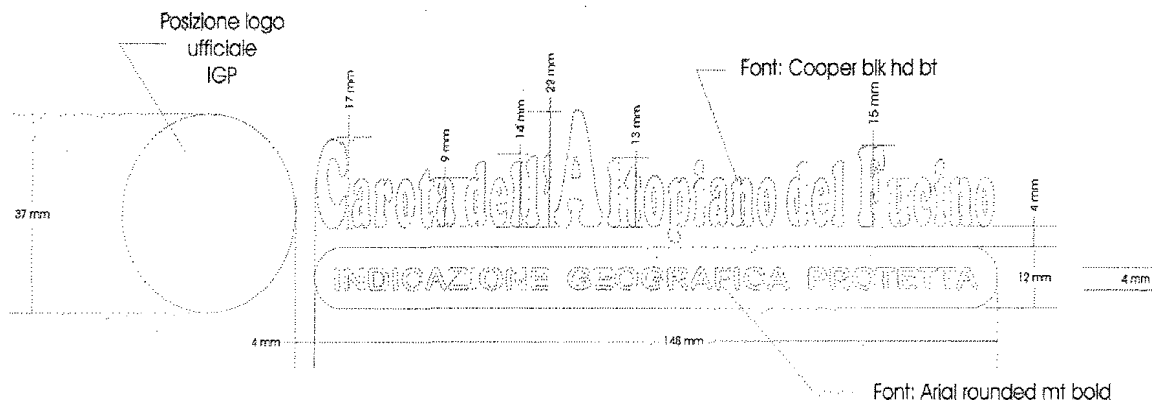 Posizione logo
ufficiale
IGP
Font: Cooper blk hd bt
17 mm
9 mm
14 mm
22 mm
13 mm
15 mm
37 mm
Carota dell'Altopiano del Fucino
4 mm
INDICAZIONE GEOGRAFICA PROTETTA
12 mm
4 mm
4 mm
148 mm
Font: Arial rounded mt bold